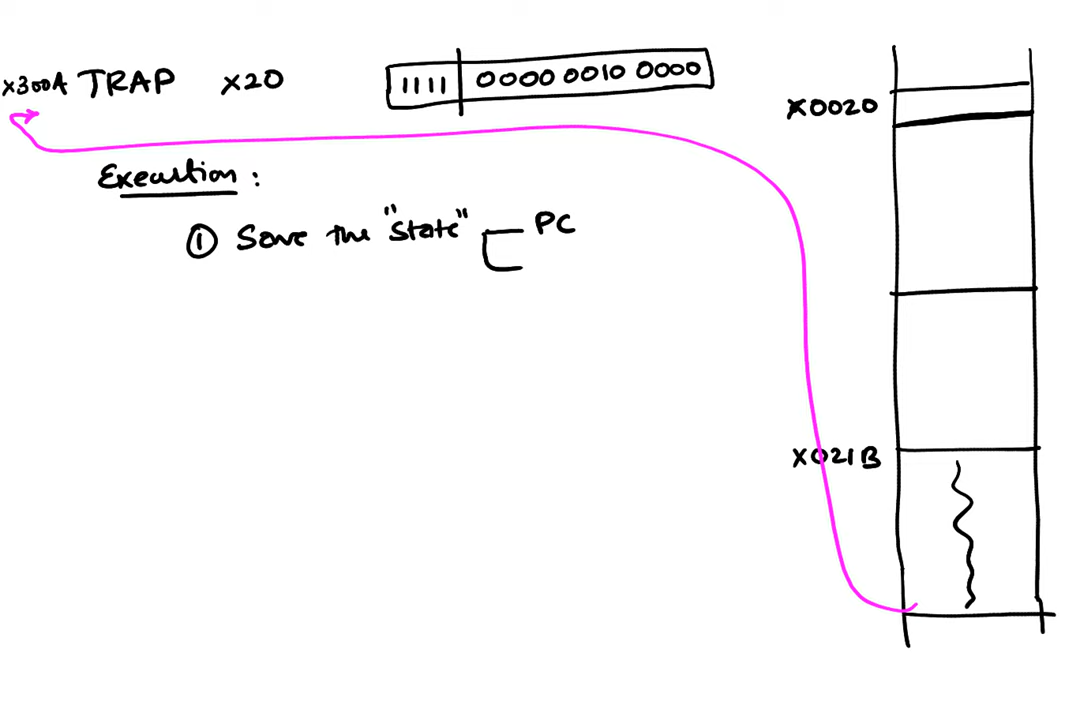 x300A TRAP x20 1111 0000 0010 0000
x0020
Execution :
① Save the "state" PC
x021B